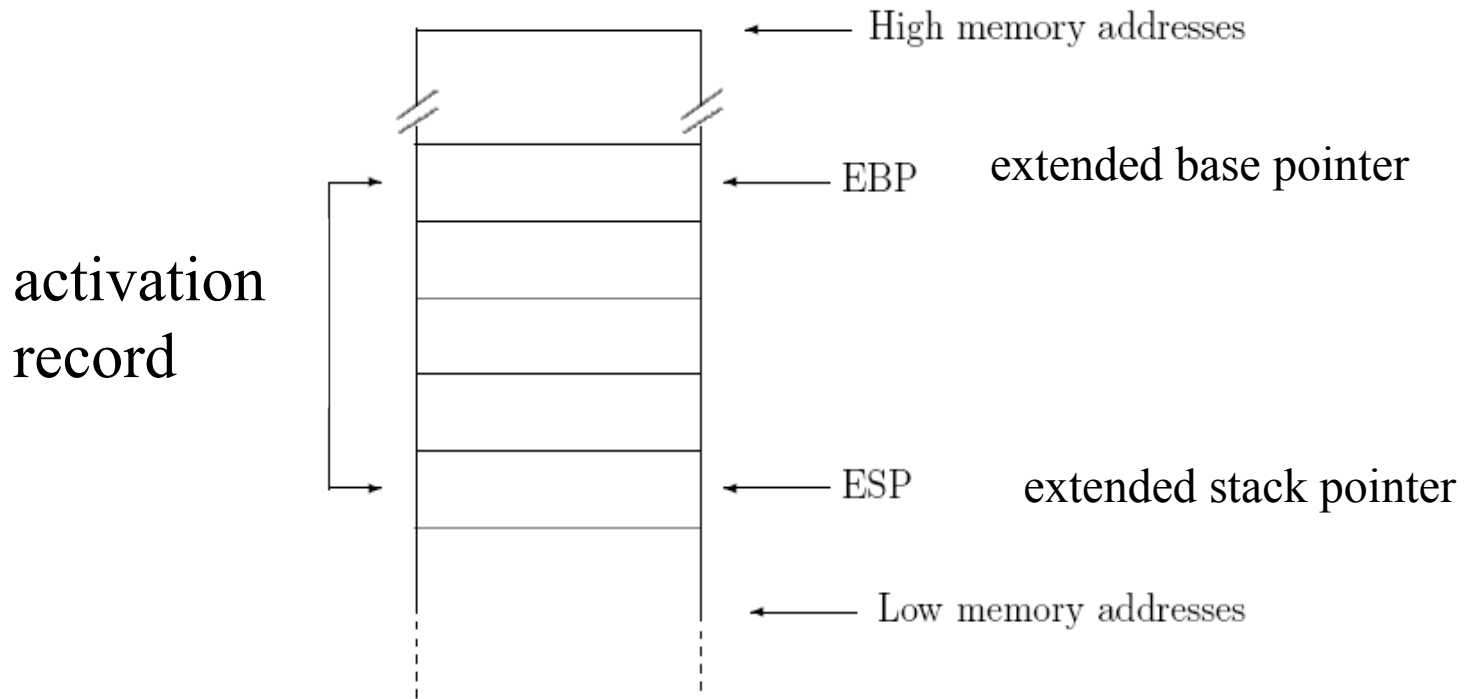 High memory addresses
EBP extended base pointer
activation
record
ESP extended stack pointer
Low memory addresses